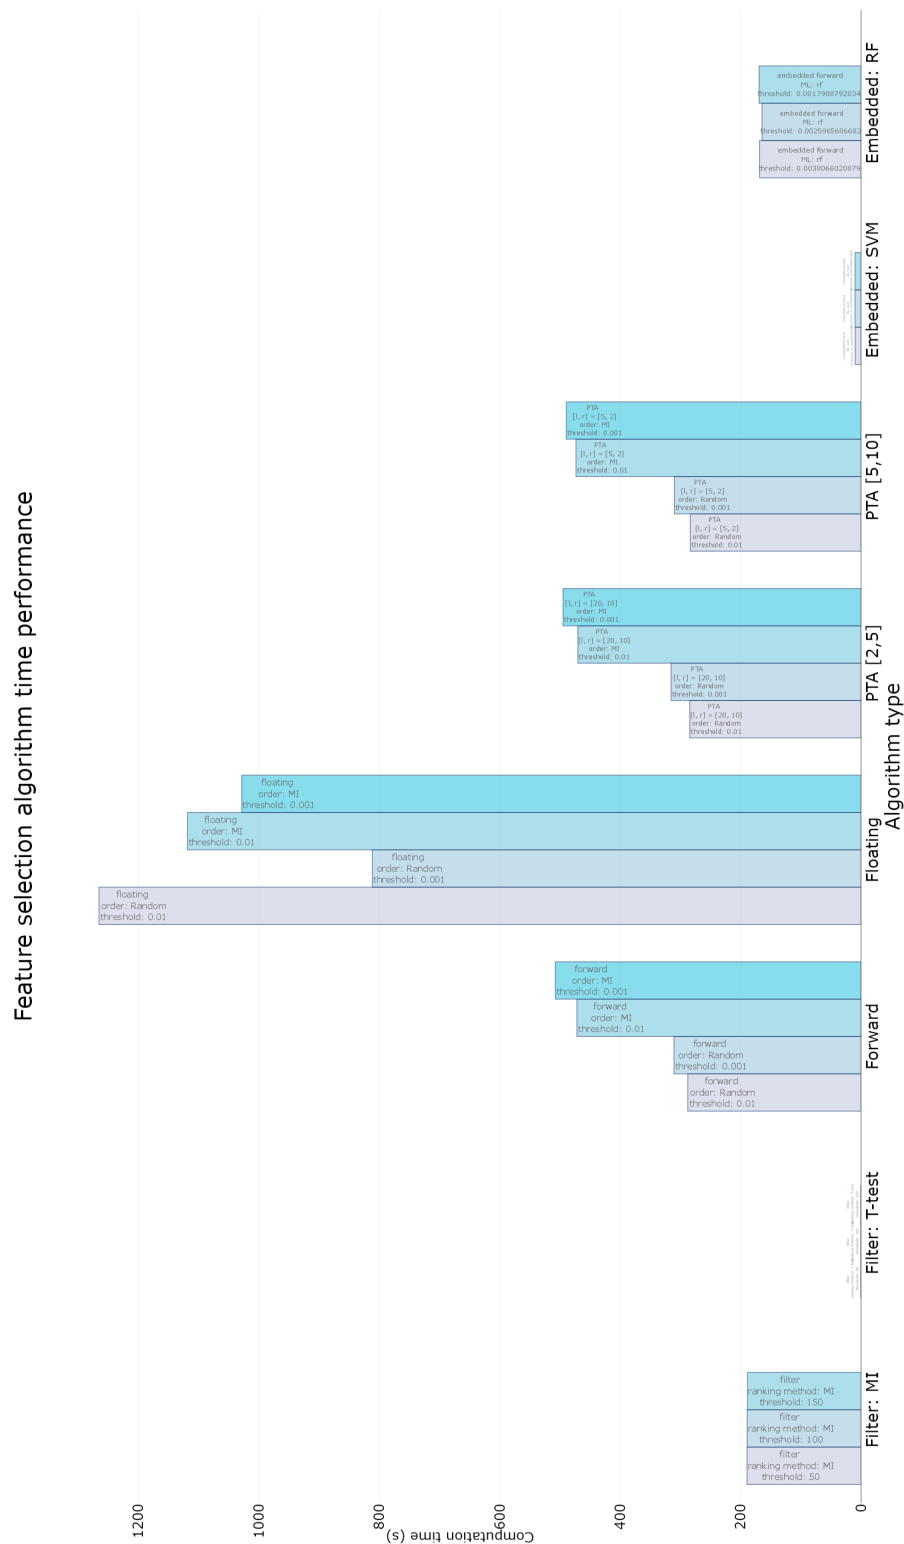 Feature selection algorithm time performance
Computation time (s)
1200
1000
800
600
400
200
0
filter
ranking method: MI
threshold: 50
filter
ranking method: MI
threshold: 100
filter
ranking method: MI
threshold: 150
forward
order: Random
threshold: 0.01
forward
order: Random
threshold: 0.001
forward
order: MI
threshold: 0.01
forward
order: MI
threshold: 0.001
floating
order: Random
threshold: 0.01
floating
order: Random
threshold: 0.001
floating
order: MI
threshold: 0.01
floating
order: MI
threshold: 0.001
PTA
[l, r] = [20, 10]
order: Random
threshold: 0.01
PTA
[l, r] = [20, 10]
order: Random
threshold: 0.001
PTA
[l, r] = [20, 10]
order: MI
threshold: 0.01
PTA
[l, r] = [20, 10]
order: MI
threshold: 0.001
PTA
[l, r] = [5, 2]
order: Random
threshold: 0.01
PTA
[l, r] = [5, 2]
order: Random
threshold: 0.001
PTA
[l, r] = [5, 2]
order: MI
threshold: 0.01
PTA
[l, r] = [5, 2]
order: MI
threshold: 0.001
embedded forward
ML: rf
threshold: 0.0038066020879
embedded forward
ML: rf
threshold: 0.0025965686682
embedded forward
ML: rf
threshold: 0.0017988792034
Filter: MI
Filter: T-test
Forward
Floating
PTA [2,5]
PTA [5,10]
Embedded: SVM
Embedded: RF
Algorithm type